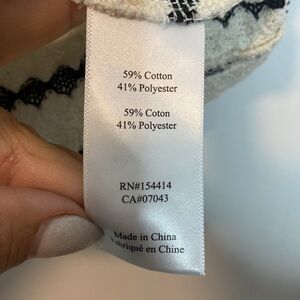 59% Cotton
41% Polyester
59% Coton
41% Polyester
RN#154414
CA#07043
Made in China
Fabriqué en Chine